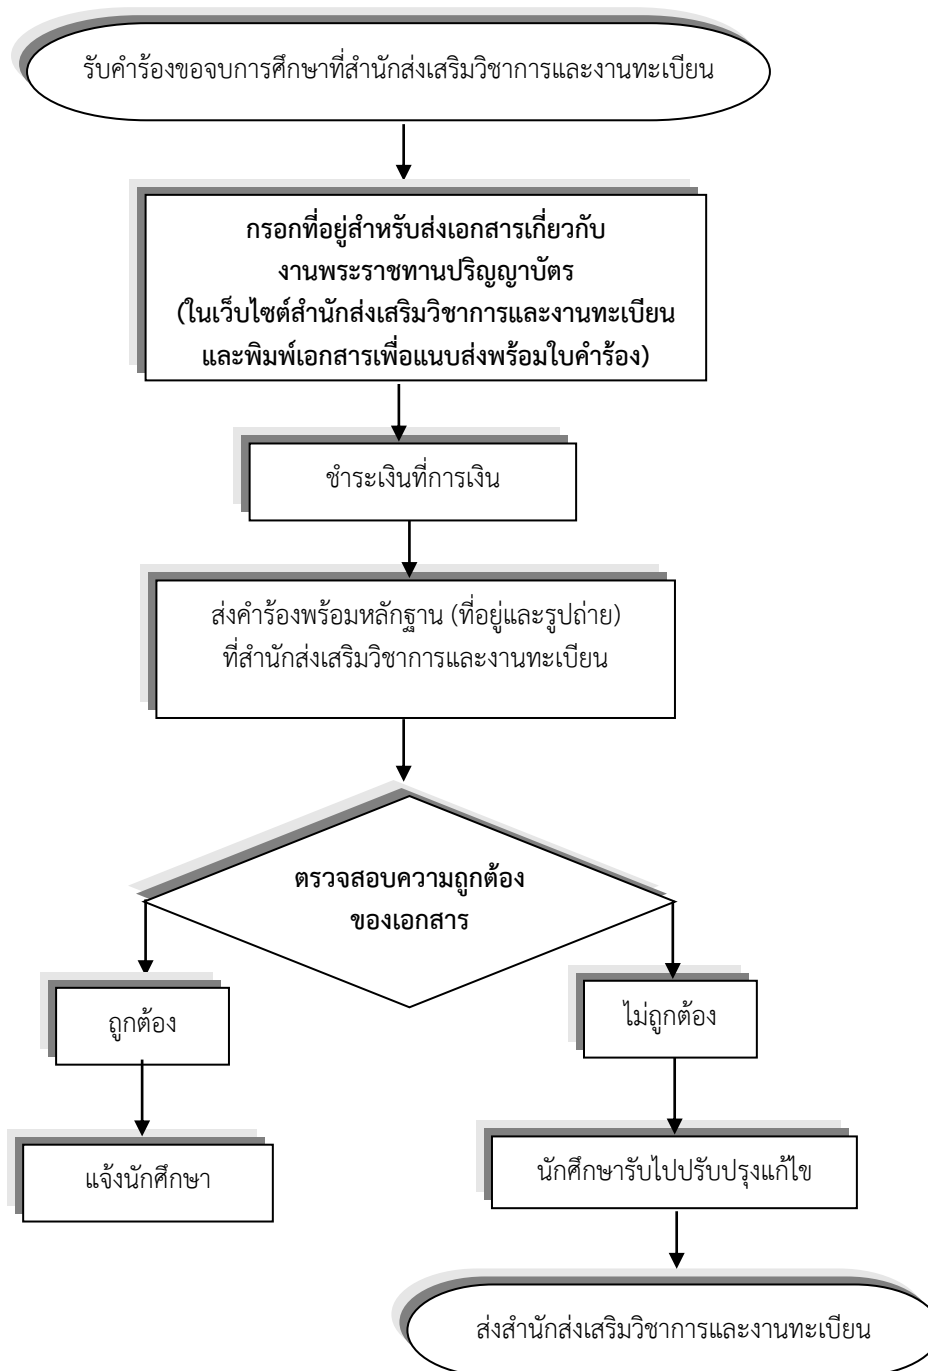 รับคำร้องขอจบการศึกษาที่สำนักส่งเสริมวิชาการและงานทะเบียน
กรอกที่อยู่สำหรับส่งเอกสารเกี่ยวกับ
งานพระราชทานปริญญาบัตร
(ในเว็บไซต์สำนักส่งเสริมวิชาการและงานทะเบียน
และพิมพ์เอกสารเพื่อแนบส่งพร้อมใบคำร้อง)
ชำระเงินที่การเงิน
ส่งคำร้องพร้อมหลักฐาน (ที่อยู่และรูปถ่าย)
ที่สำนักส่งเสริมวิชาการและงานทะเบียน
ตรวจสอบความถูกต้อง
ของเอกสาร
ถูกต้อง
ไม่ถูกต้อง
แจ้งนักศึกษา
นักศึกษารับไปปรับปรุงแก้ไข
ส่งสำนักส่งเสริมวิชาการและงานทะเบียน